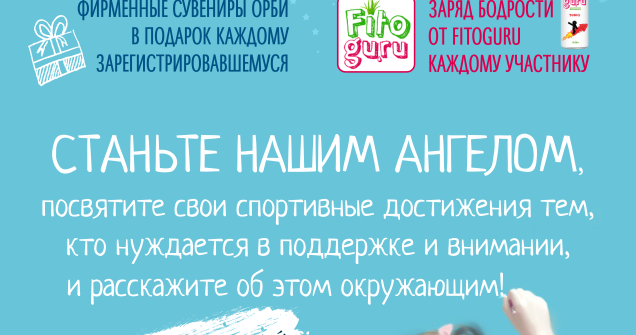 ФИРМЕННЫЕ СУВЕНИРЫ ОРБИ
В ПОДАРОК КАЖДОМУ
ЗАРЕГИСТРИРОВАВШЕМУСЯ
Fito
guru
ЗАРЯД БОДРОСТИ
ОТ FITOGURU
КАЖДОМУ УЧАСТНИКУ
guru
СТАНЬТЕ НАШИМ АНГЕЛОМ,
посвятите свои спортивные достижения тем,
кто нуждается в поддержке и внимании,
и расскажите об этом окружающим!